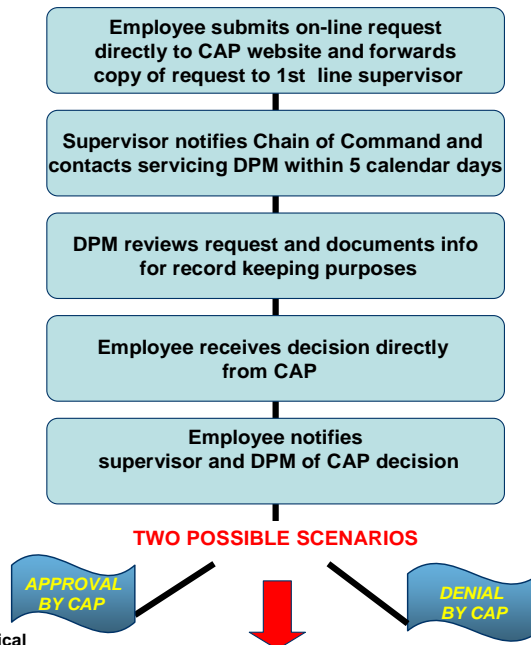 Employee submits on-line request
directly to CAP website and forwards
copy of request to 1st line supervisor
Supervisor notifies Chain of Command and
contacts servicing DPM within 5 calendar days
DPM reviews request and documents info
for record keeping purposes
Employee receives decision directly
from CAP
Employee notifies
supervisor and DPM of CAP decision
TWO POSSIBLE SCENARIOS
APPROVAL
BY CAP
DENIAL
BY CAP
ical